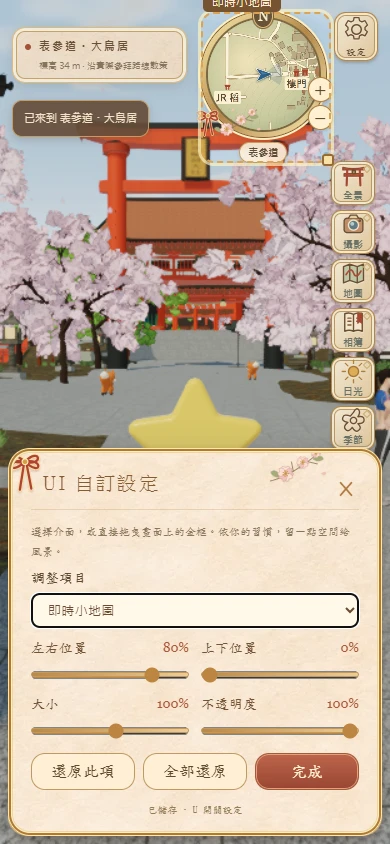 即時小地圖
N
設定
表參道・大鳥居
標高 34 m・沿實際參拜路徑散策
已來到 表參道・大鳥居
樓門
JR 稻
+
−
表參道
全景
攝影
地圖
相簿
日光
季節
UI 自訂設定
選擇介面，或直接拖曳畫面上的金框。依你的習慣，留一點空間給
風景。
調整項目
即時小地圖
左右位置 80%
上下位置 0%
大小 100%
不透明度 100%
還原此項
全部還原
完成
已儲存・U 開關設定